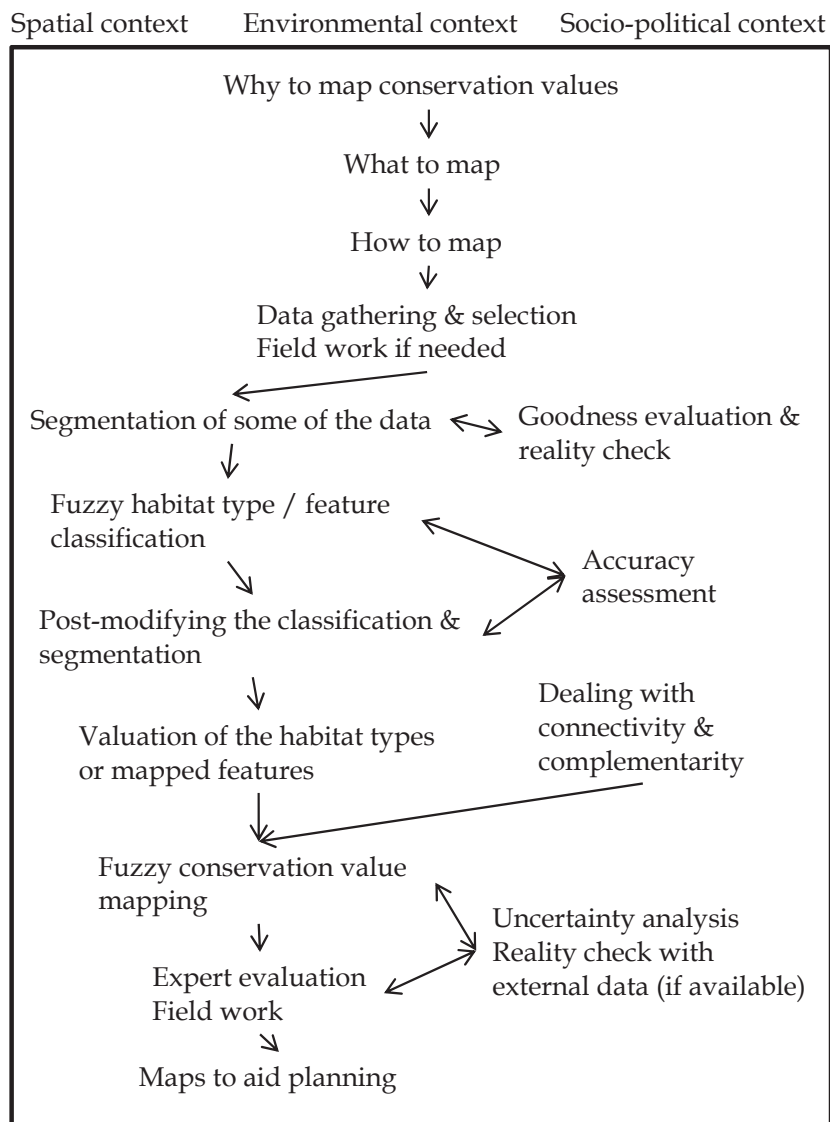 Spatial context Environmental context Socio-political context
Why to map conservation values
What to map
How to map
Data gathering & selection
Field work if needed
Segmentation of some of the data
Goodness evaluation &
reality check
Fuzzy habitat type / feature
classification
Accuracy
assessment
Post-modifying the classification &
segmentation
Dealing with
connectivity &
complementarity
Valuation of the habitat types
or mapped features
Fuzzy conservation value
mapping
Uncertainty analysis
Reality check with
external data (if available)
Expert evaluation
Field work
Maps to aid planning